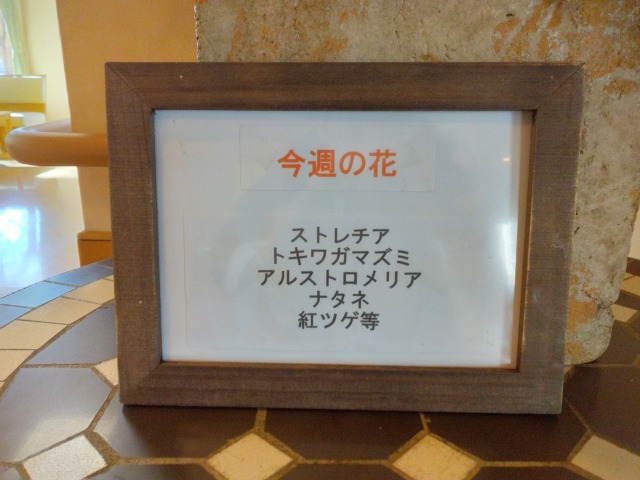 今週の花
ストレチア
トキワガマズミ
アルストロメリア
ナタネ
紅ツゲ等